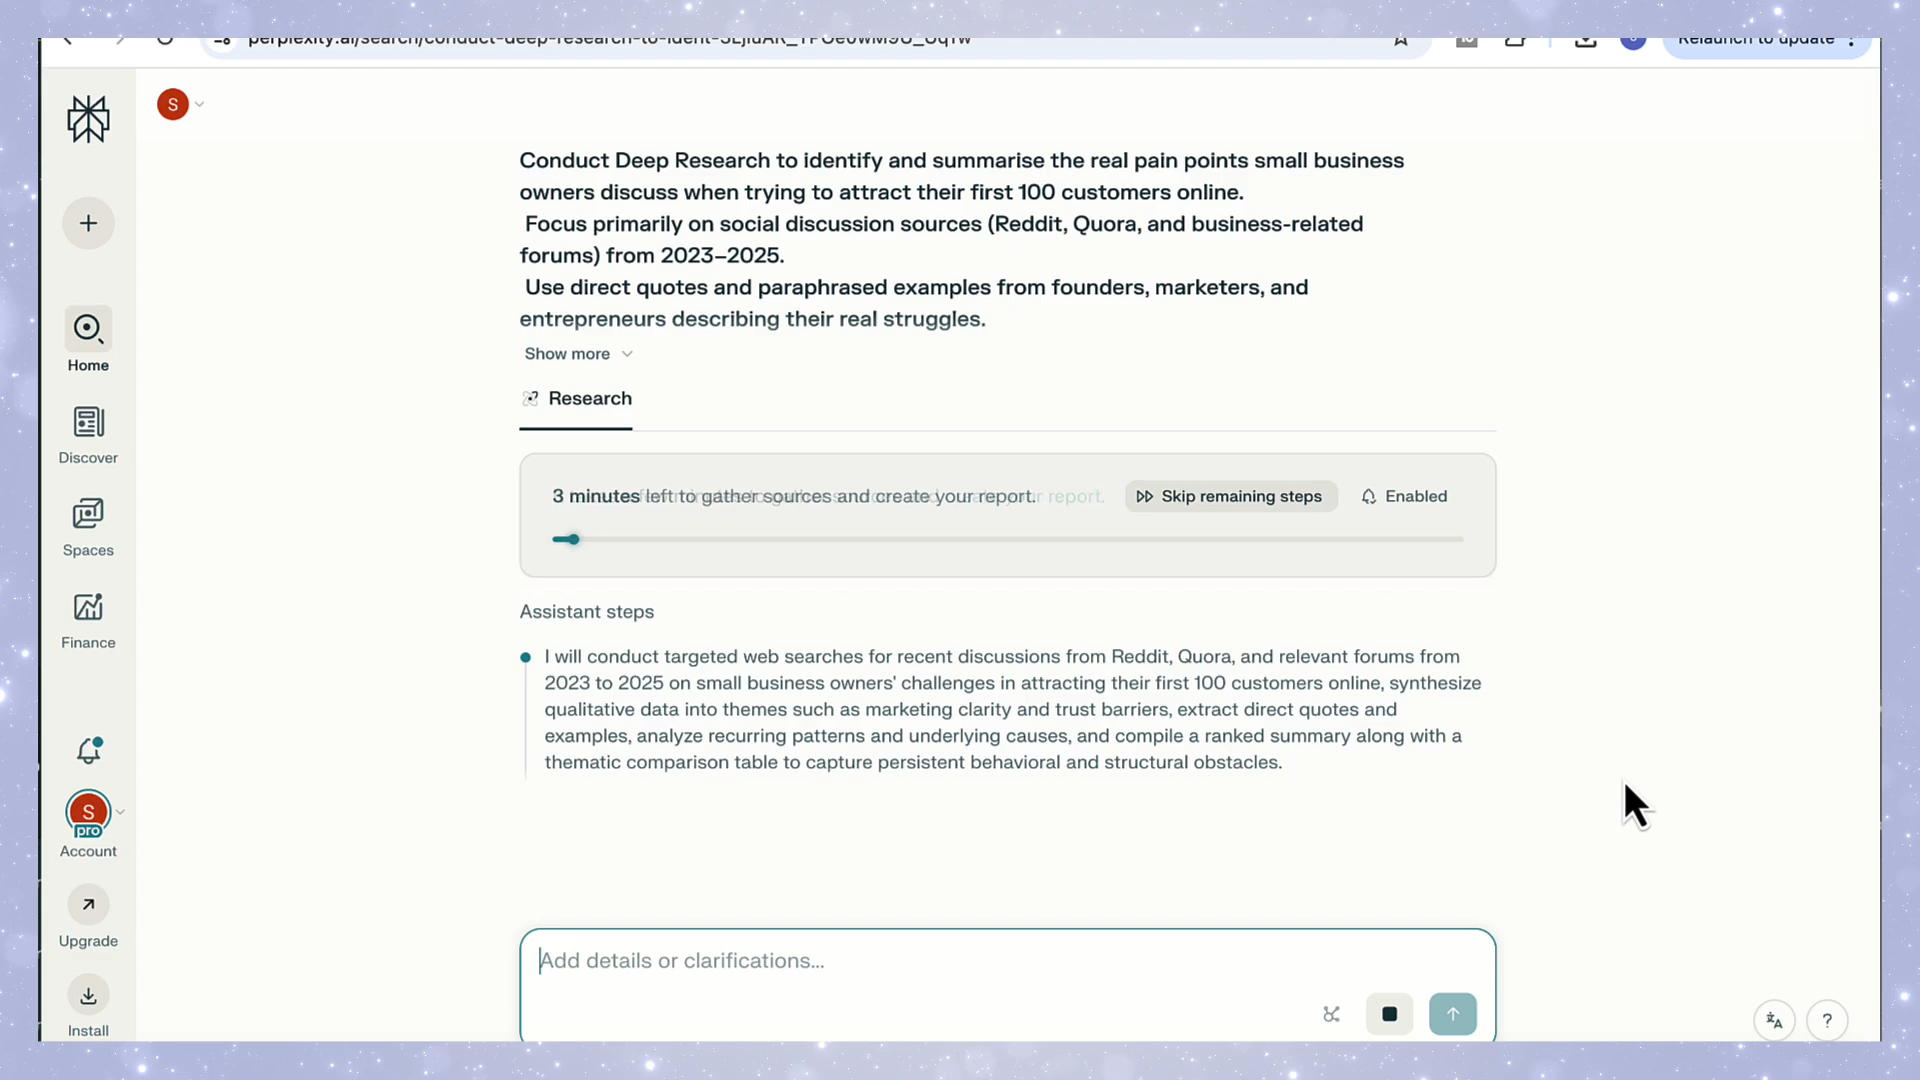 Relaunch to update
S
Conduct Deep Research to identify and summarise the real pain points small business
owners discuss when trying to attract their first 100 customers online.
Focus primarily on social discussion sources (Reddit, Quora, and business-related
forums) from 2023–2025.
Use direct quotes and paraphrased examples from founders, marketers, and
entrepreneurs describing their real struggles.
Show more
Research
3 minutes left to gather sources and create your report.
Skip remaining steps
Enabled
Assistant steps
I will conduct targeted web searches for recent discussions from Reddit, Quora, and relevant forums from
2023 to 2025 on small business owners' challenges in attracting their first 100 customers online, synthesize
qualitative data into themes such as marketing clarity and trust barriers, extract direct quotes and
examples, analyze recurring patterns and underlying causes, and compile a ranked summary along with a
thematic comparison table to capture persistent behavioral and structural obstacles.
Add details or clarifications...
Home
Discover
Spaces
Finance
S
pro
Account
Upgrade
Install
?